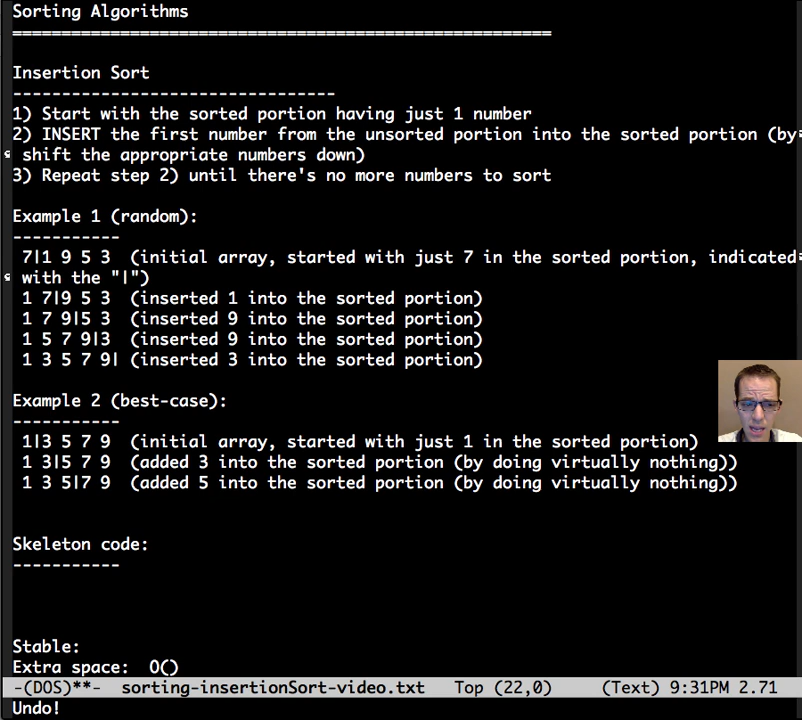 Sorting Algorithms
=======================================================
Insertion Sort
---------------------------------
1) Start with the sorted portion having just 1 number
2) INSERT the first number from the unsorted portion into the sorted portion (by
shift the appropriate numbers down)
3) Repeat step 2) until there's no more numbers to sort
Example 1 (random):
-----------
7|1 9 5 3  (initial array, started with just 7 in the sorted portion, indicated
with the "|")
1 7|9 5 3  (inserted 1 into the sorted portion)
1 7 9|5 3  (inserted 9 into the sorted portion)
1 5 7 9|3  (inserted 9 into the sorted portion)
1 3 5 7 9| (inserted 3 into the sorted portion)
Example 2 (best-case):
-----------
1|3 5 7 9  (initial array, started with just 1 in the sorted portion)
1 3|5 7 9  (added 3 into the sorted portion (by doing virtually nothing))
1 3 5|7 9  (added 5 into the sorted portion (by doing virtually nothing))
Skeleton code:
-----------
Stable:
Extra space:  O()
-(DOS)**-  sorting-insertionSort-video.txt   Top (22,0)     (Text) 9:31PM 2.71
Undo!